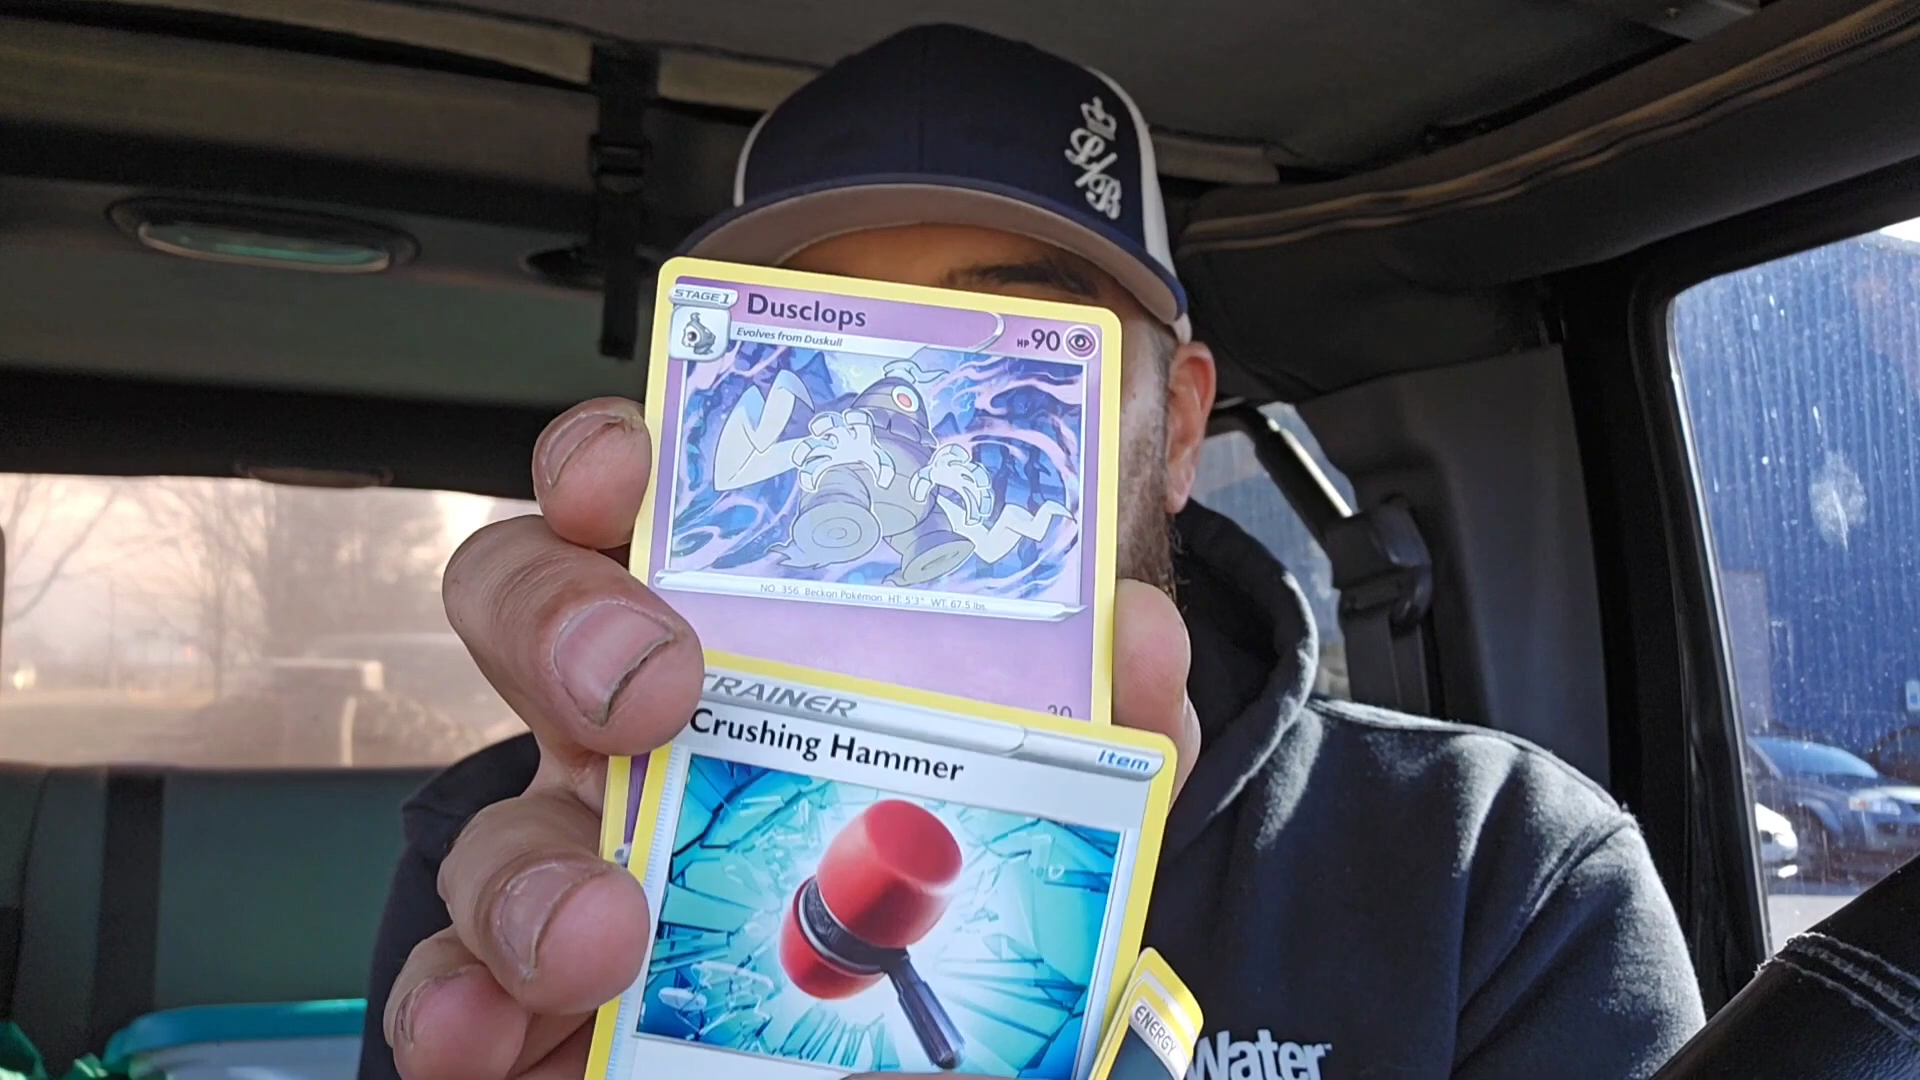 S/B
STAGE 1
Dusclops
HP 90
Evolves from Duskull
NO. 356 Beckon Pokémon HT: 5'3" WT: 67.5 lbs.
30
TRAINER
Item
Crushing Hammer
ENERGY
Water